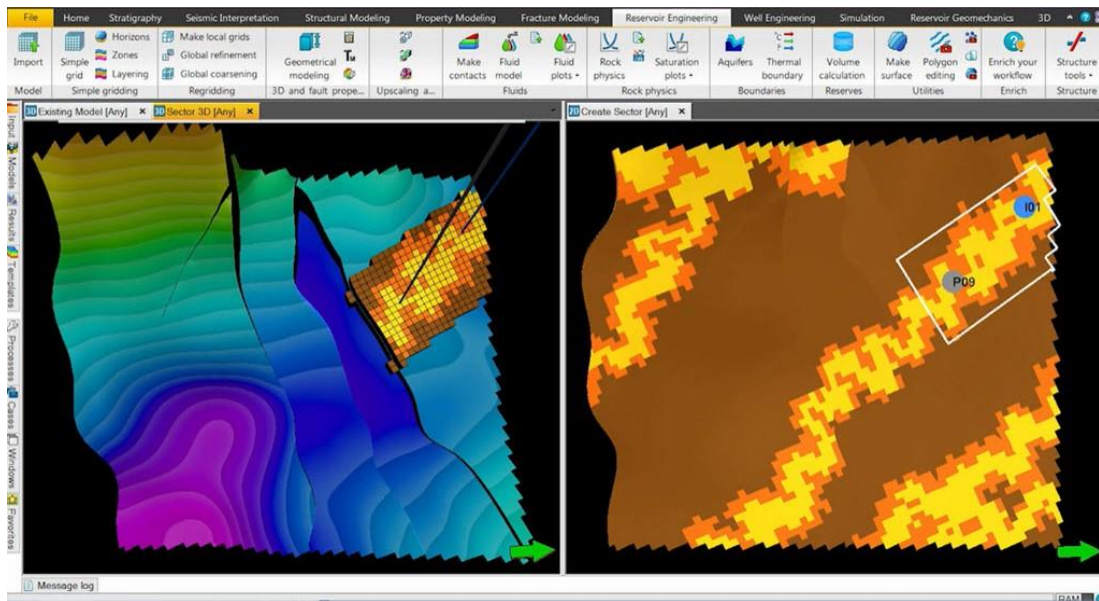 File Home Stratigraphy Seismic Interpretation Structural Modeling Property Modeling Fracture Modeling Reservoir Engineering Well Engineering Simulation Reservoir Geomechanics 3D
Horizons Make local grids
Import Simple grid Zones Global refinement Geometrical modeling Make contacts Fluid model Fluid plots Rock physics Saturation plots Aquifers Thermal boundary Volume calculation Make surface Polygon editing Enrich your workflow Structure tools
Layering Global coarsening
Model Simple gridding Regridding 3D and fault prope... Upscaling a... Fluids Rock physics Boundaries Reserves Utilities Enrich Structure
3D Existing Model [Any] 3D Sector 3D [Any] 2D Create Sector [Any]
Input
Models
Results
Templates
Processes
Cases
Windows
Favorites
I01
P09
Message log
RAM